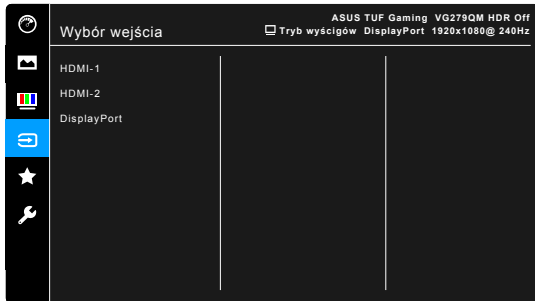 ASUS TUF Gaming VG279QM HDR Off
Wybór wejścia
Tryb wyścigów DisplayPort 1920x1080@ 240Hz
HDMI-1
HDMI-2
DisplayPort